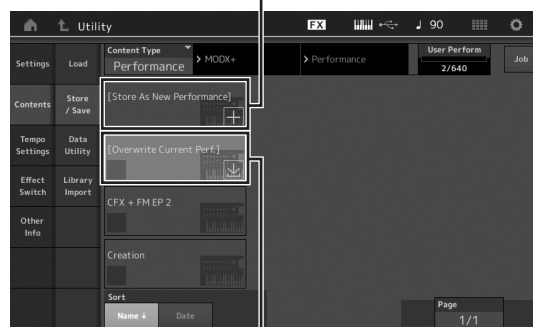 Utility
FX
90
Settings
Load
Content Type
Performance
MODX+
Performance
User Perform
2/640
Job
Contents
Store
/ Save
[Store As New Performance]
Tempo
Settings
Data
Utility
[Overwrite Current Perf.]
Effect
Switch
Library
Import
CFX + FM EP 2
Other
Info
Creation
Sort
Name ↓
Date
Page
1/1